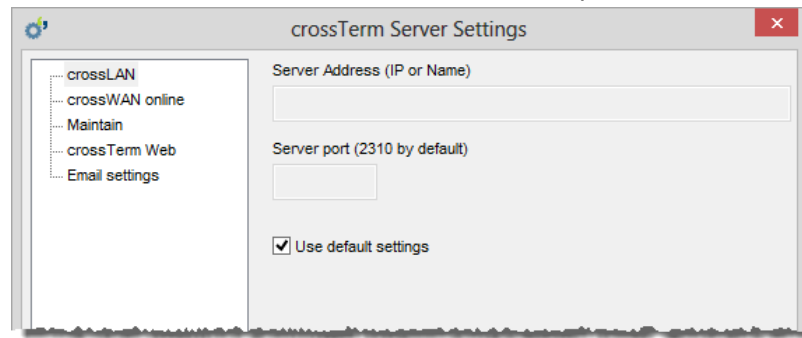 crossTerm Server Settings
crossLAN
crossWAN online
Maintain
crossTerm Web
Email settings
Server Address (IP or Name)
Server port (2310 by default)
Use default settings